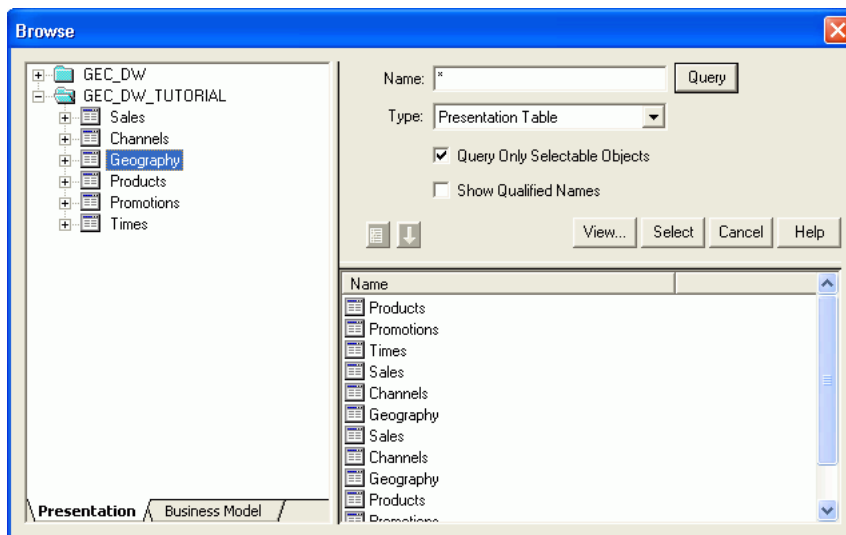 Browse
GEC_DW
GEC_DW_TUTORIAL
Sales
Channels
Geography
Products
Promotions
Times
Presentation
Business Model
Name: *
Query
Type: Presentation Table
Query Only Selectable Objects
Show Qualified Names
View...
Select
Cancel
Help
Name
Products
Promotions
Times
Sales
Channels
Geography
Sales
Channels
Geography
Products
Promotions